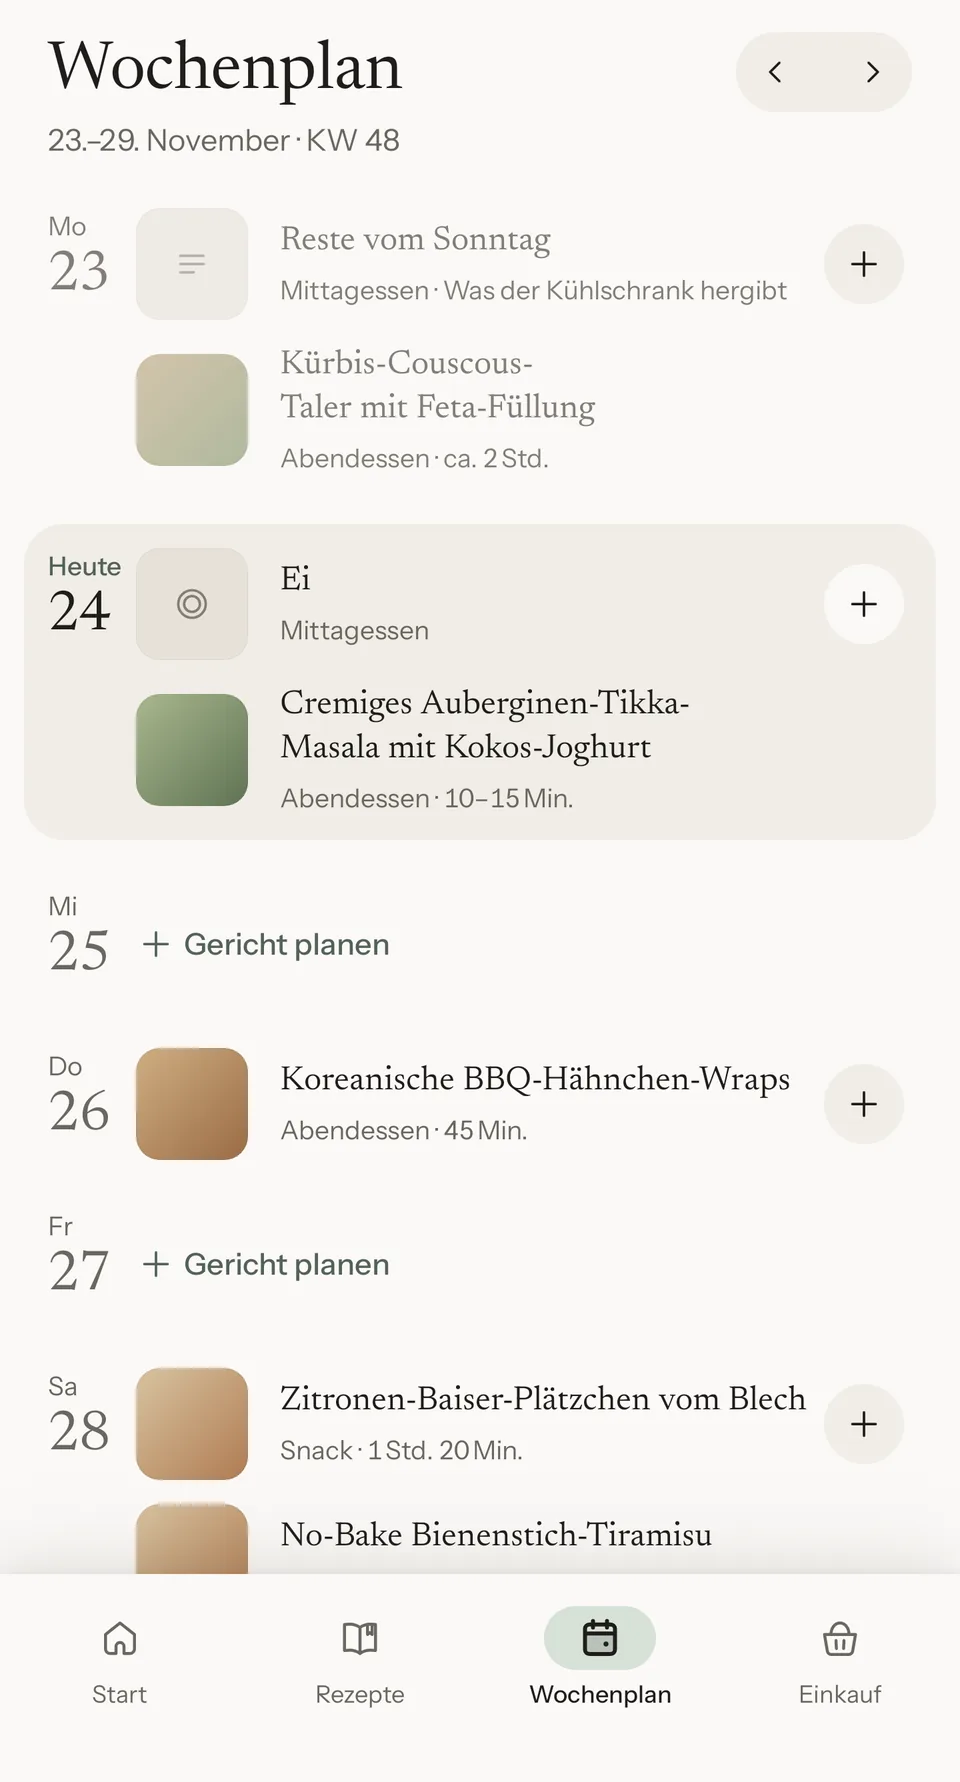 Wochenplan
23.–29. November · KW 48
Mo
23
Reste vom Sonntag
Mittagessen · Was der Kühlschrank hergibt
Kürbis-Couscous-
Taler mit Feta-Füllung
Abendessen · ca. 2 Std.
Heute
24
Ei
Mittagessen
Cremiges Auberginen-Tikka-
Masala mit Kokos-Joghurt
Abendessen · 10–15 Min.
Mi
25
Gericht planen
Do
26
Koreanische BBQ-Hähnchen-Wraps
Abendessen · 45 Min.
Fr
27
Gericht planen
Sa
28
Zitronen-Baiser-Plätzchen vom Blech
Snack · 1 Std. 20 Min.
No-Bake Bienenstich-Tiramisu
Start
Rezepte
Wochenplan
Einkauf